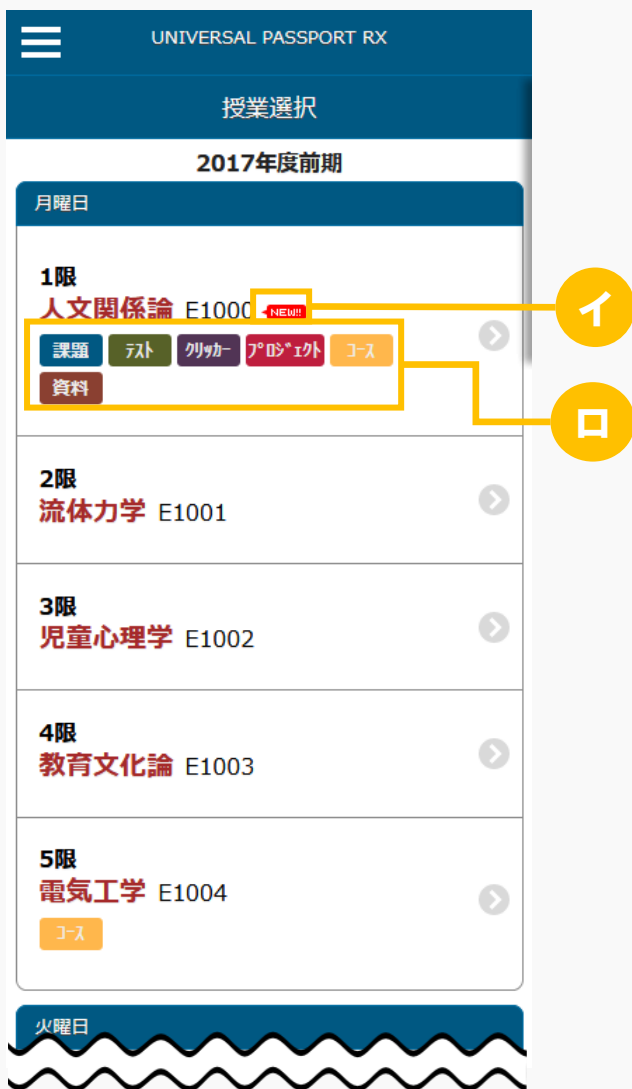 UNIVERSAL PASSPORT RX
授業選択
2017年度前期
月曜日
1限
人文関係論 E1000 NEW!!
イ
課題 ﾃｽﾄ ｸﾘｯｶｰ ﾌﾟﾛｼﾞｪｸﾄ ｺｰｽ
資料
ロ
2限
流体力学 E1001
3限
児童心理学 E1002
4限
教育文化論 E1003
5限
電気工学 E1004
ｺｰｽ
火曜日